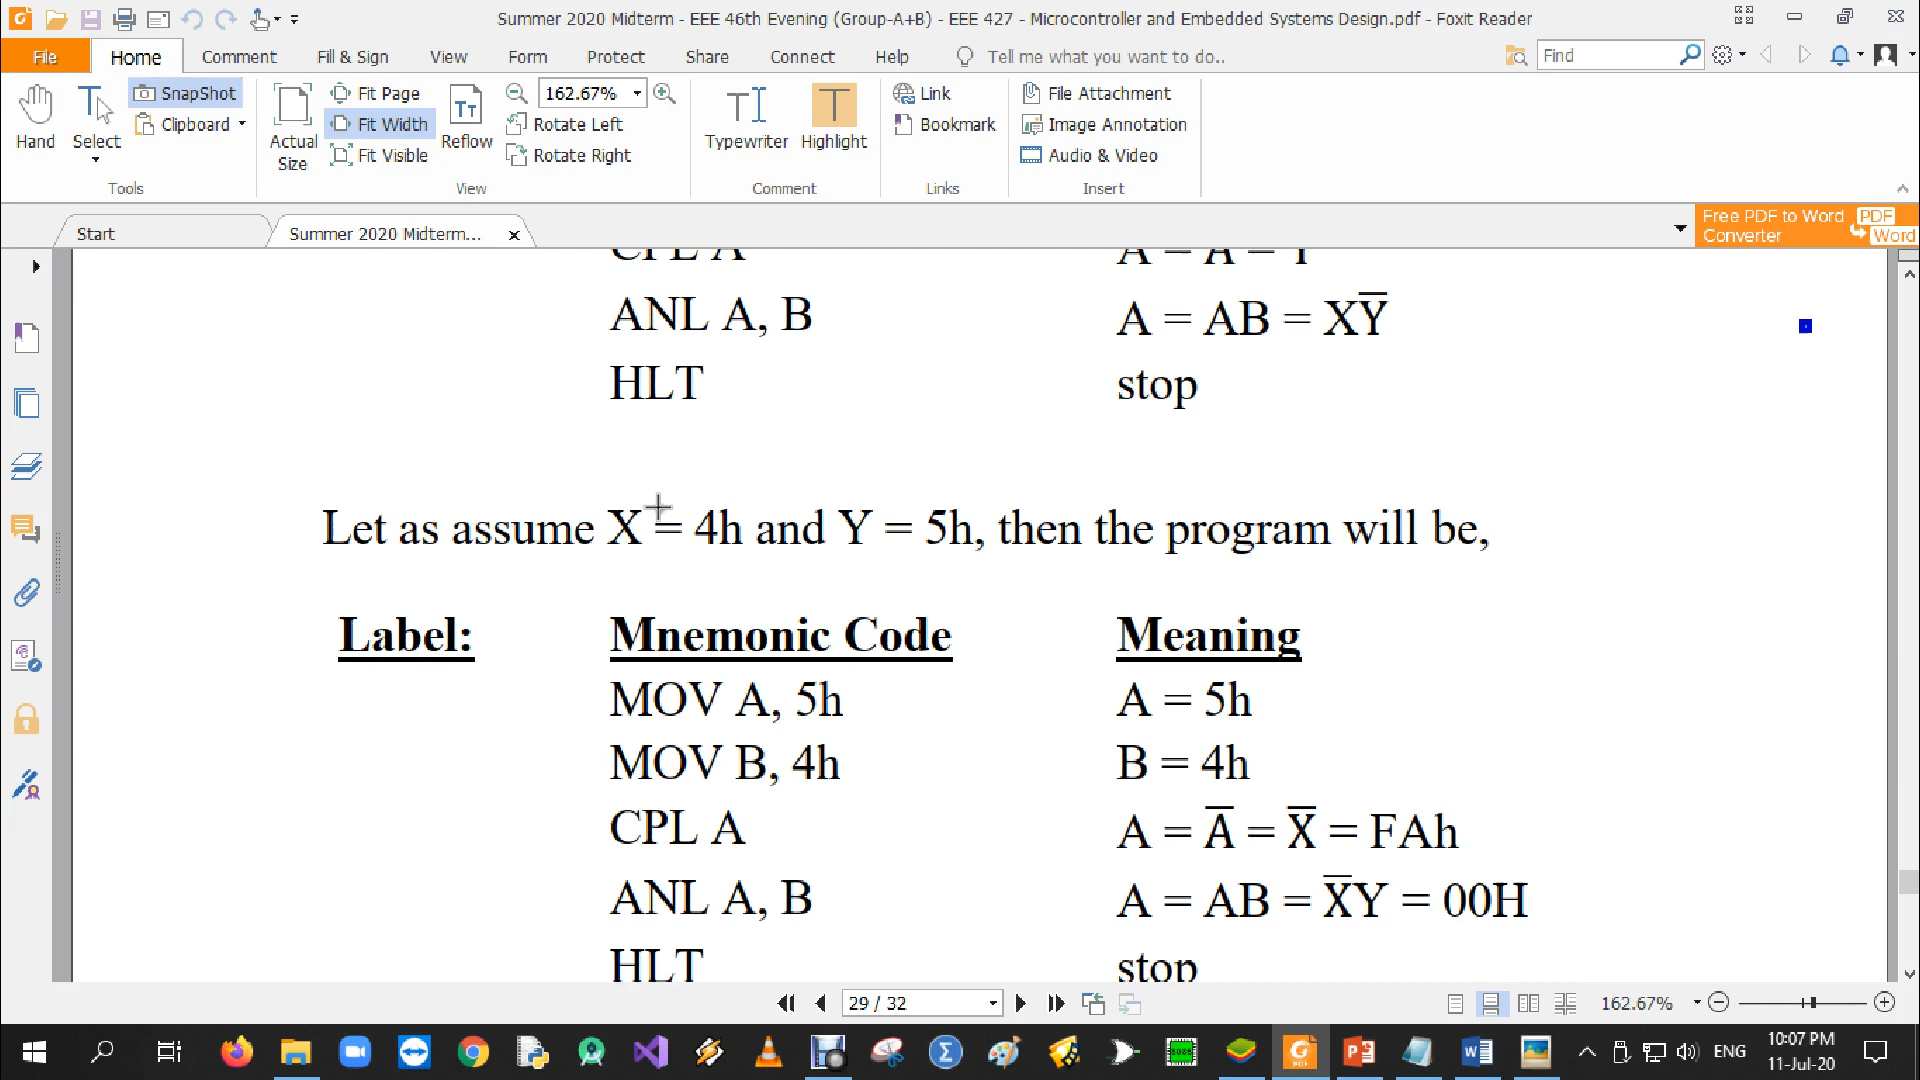 Summer 2020 Midterm - EEE 46th Evening (Group-A+B) - EEE 427 - Microcontroller and Embedded Systems Design.pdf - Foxit Reader
File Home Comment Fill & Sign View Form Protect Share Connect Help Tell me what you want to do.. Find
Hand
Select
SnapShot
Clipboard
Tools
Actual
Size
Fit Page
Fit Width
Fit Visible
Reflow
162.67%
Rotate Left
Rotate Right
View
Typewriter
Highlight
Comment
Link
Bookmark
Links
File Attachment
Image Annotation
Audio & Video
Insert
Start
Summer 2020 Midterm...
Free PDF to Word
Converter
PDF
Word
CPL A
ANL A, B A = AB = XY̅
HLT stop
Let as assume X = 4h and Y = 5h, then the program will be,
Label: Mnemonic Code Meaning
MOV A, 5h A = 5h
MOV B, 4h B = 4h
CPL A A = A̅ = X̅ = FAh
ANL A, B A = AB = X̅Y = 00H
HLT stop
29 / 32
162.67%
ENG
10:07 PM
11-Jul-20